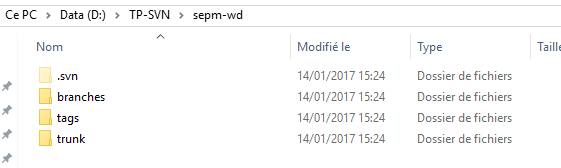 Ce PC > Data (D:) > TP-SVN > sepm-wd
Nom Modifié le Type Taill
.svn 14/01/2017 15:24 Dossier de fichiers
branches 14/01/2017 15:24 Dossier de fichiers
tags 14/01/2017 15:24 Dossier de fichiers
trunk 14/01/2017 15:24 Dossier de fichiers